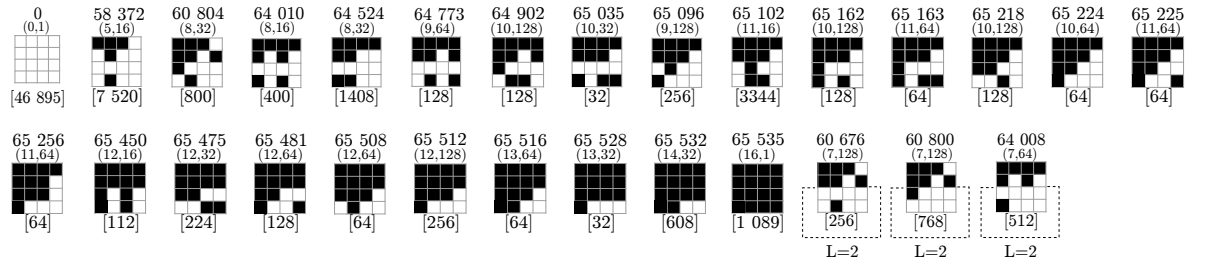 0 58 372 60 804 64 010 64 524 64 773 64 902 65 035 65 096 65 102 65 162 65 163 65 218 65 224 65 225
(0,1) (5,16) (8,32) (8,16) (8,32) (9,64) (10,128) (10,32) (9,128) (11,16) (10,128) (11,64) (10,128) (10,64) (11,64)
[46 895] [7 520] [800] [400] [1408] [128] [128] [32] [256] [3344] [128] [64] [128] [64] [64]
65 256 65 450 65 475 65 481 65 508 65 512 65 516 65 528 65 532 65 535 60 676 60 800 64 008
(11,64) (12,16) (12,32) (12,64) (12,64) (12,128) (13,64) (13,32) (14,32) (16,1) (7,128) (7,128) (7,64)
[64] [112] [224] [128] [64] [256] [64] [32] [608] [1 089] [256] [768] [512]
L=2 L=2 L=2